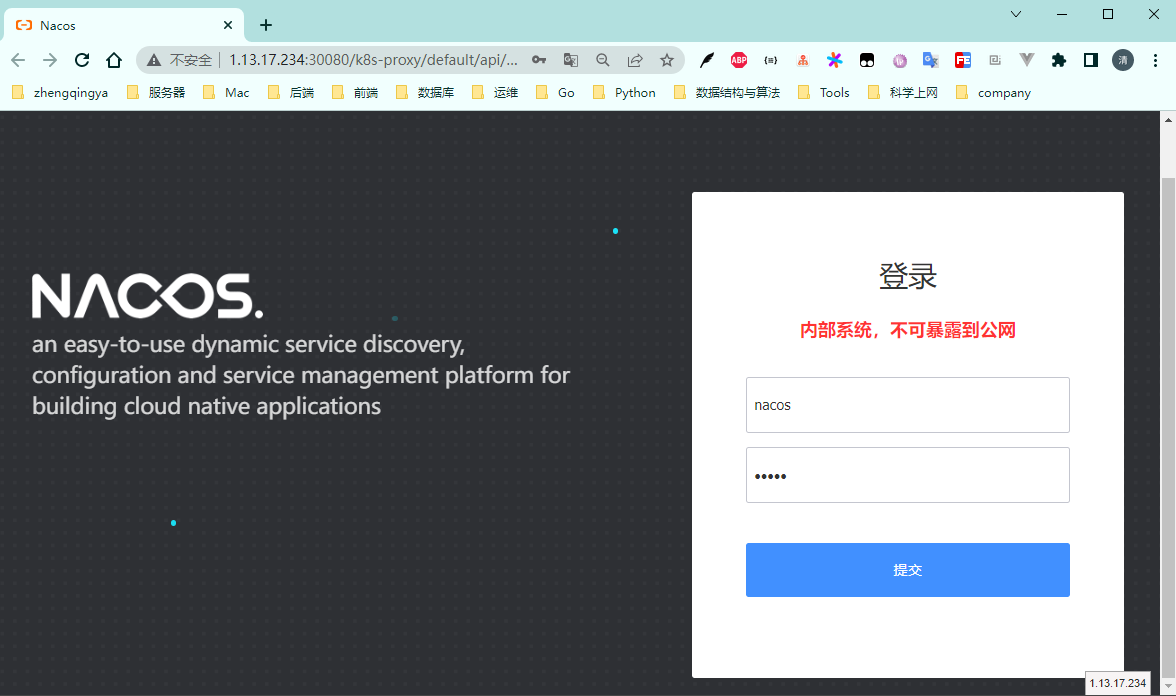 Nacos
不安全 1.13.17.234:30080/k8s-proxy/default/api/...
ABP
FE
清
zhengqingya 服务器 Mac 后端 前端 数据库 运维 Go Python 数据结构与算法 Tools 科学上网 company
登录
内部系统，不可暴露到公网
NACOS.
an easy-to-use dynamic service discovery,
configuration and service management platform for
building cloud native applications
nacos
•••••
提交
1.13.17.234